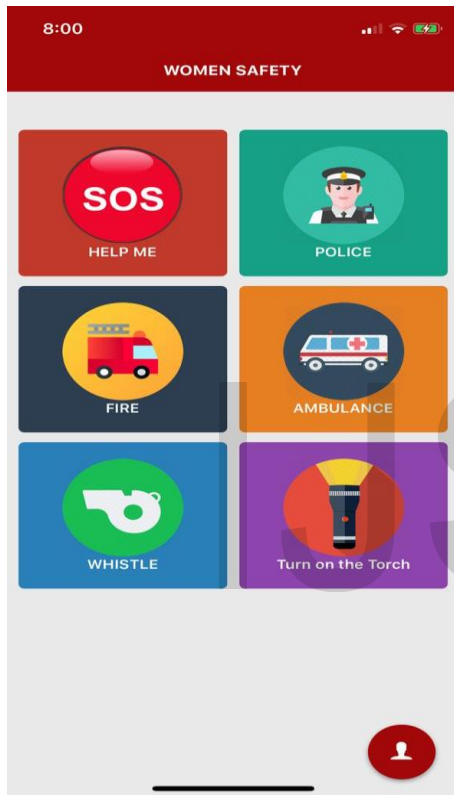 8:00
WOMEN SAFETY
SOS
HELP ME
POLICE
FIRE
AMBULANCE
WHISTLE
Turn on the Torch